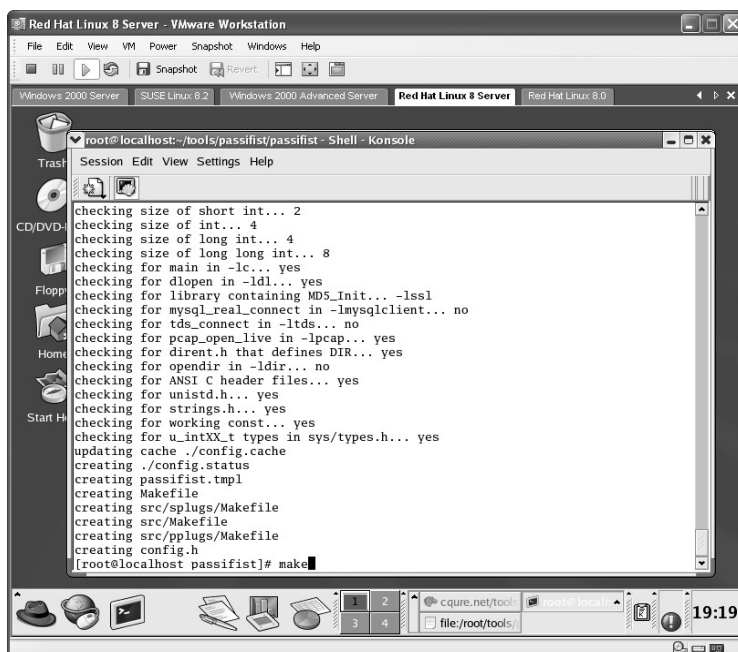 Red Hat Linux 8 Server - VMware Workstation
File Edit View VM Power Snapshot Windows Help
Snapshot Revert
Windows 2000 Server SUSE Linux 8.2 Windows 2000 Advanced Server Red Hat Linux 8 Server Red Hat Linux 8.0
root@localhost:~/tools/passifist/passifist - Shell - Konsole
Session Edit View Settings Help
Trash
CD/DVD-
Flopp
Home
Start H
checking size of short int... 2
checking size of int... 4
checking size of long int... 4
checking size of long long int... 8
checking for main in -lc... yes
checking for dlopen in -ldl... yes
checking for library containing MD5_Init... -lssl
checking for mysql_real_connect in -lmysqlclient... no
checking for tds_connect in -ltds... no
checking for pcap_open_live in -lpcap... yes
checking for dirent.h that defines DIR... yes
checking for opendir in -ldir... no
checking for ANSI C header files... yes
checking for unistd.h... yes
checking for strings.h... yes
checking for working const... yes
checking for u_intXX_t types in sys/types.h... yes
updating cache ./config.cache
creating ./config.status
creating passifist.tmpl
creating Makefile
creating src/splugs/Makefile
creating src/Makefile
creating src/pplugs/Makefile
creating config.h
[root@localhost passifist]# make
1 2
3 4
cqure.net/tools
root@local
file:/root/tools/
19:19